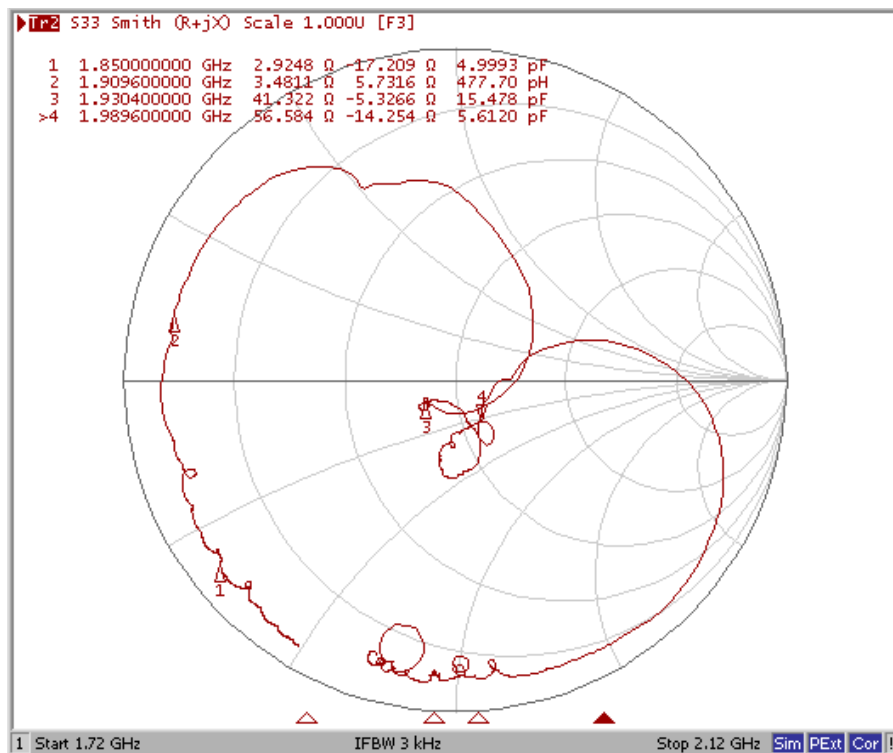 Tr2 S33 Smith (R+jX) Scale 1.000U [F3]
1 1.850000000 GHz 2.9248 Ω -17.209 Ω 4.9993 pF
2 1.909600000 GHz 3.4811 Ω 5.7316 Ω 477.70 pH
3 1.930400000 GHz 41.322 Ω -5.3266 Ω 15.478 pF
>4 1.989600000 GHz 56.584 Ω -14.254 Ω 5.6120 pF
2
4
3
1
1 Start 1.72 GHz IFBW 3 kHz Stop 2.12 GHz Sim PExt Cor